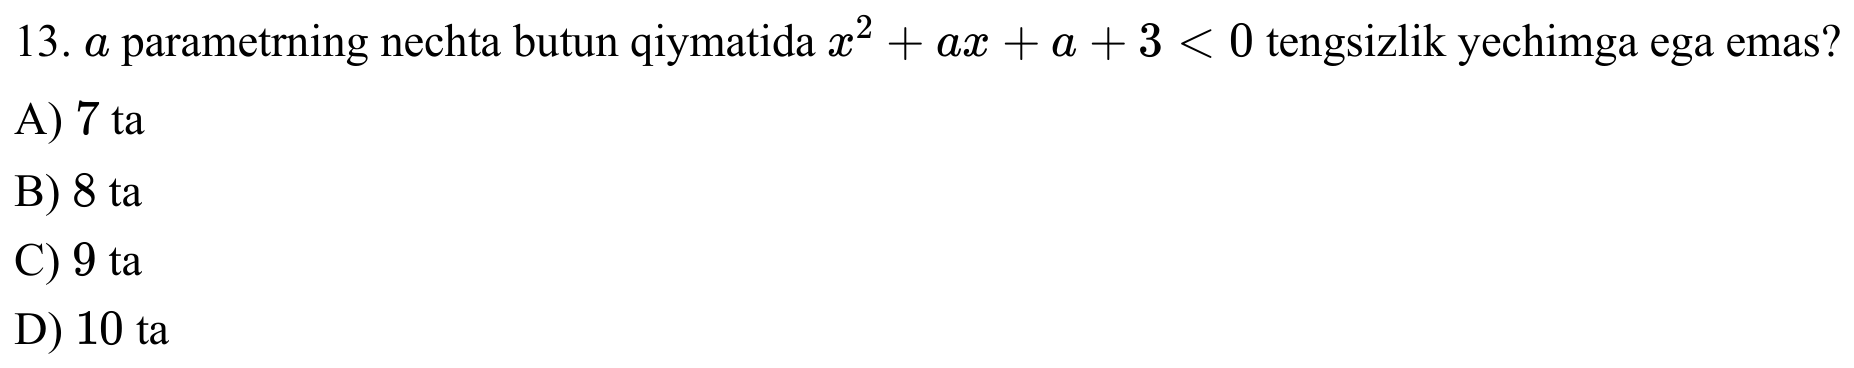 13. a parametrning nechta butun qiymatida x² + ax + a + 3 < 0 tengsizlik yechimga ega emas?
A) 7 ta
B) 8 ta
C) 9 ta
D) 10 ta